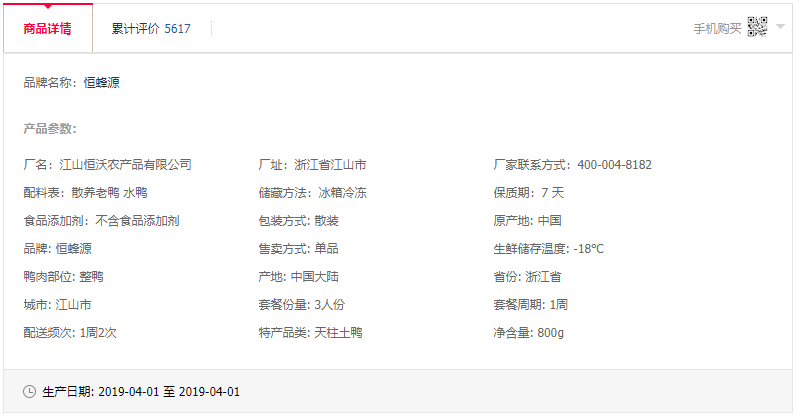 商品详情 累计评价 5617 手机购买
品牌名称：恒蜂源
产品参数：
厂名：江山恒沃农产品有限公司 厂址：浙江省江山市 厂家联系方式：400-004-8182
配料表：散养老鸭 水鸭 储藏方法：冰箱冷冻 保质期：7 天
食品添加剂：不含食品添加剂 包装方式: 散装 原产地: 中国
品牌: 恒蜂源 售卖方式: 单品 生鲜储存温度: -18℃
鸭肉部位: 整鸭 产地: 中国大陆 省份: 浙江省
城市: 江山市 套餐份量: 3人份 套餐周期: 1周
配送频次: 1周2次 特产品类: 天柱土鸭 净含量: 800g
生产日期: 2019-04-01 至 2019-04-01